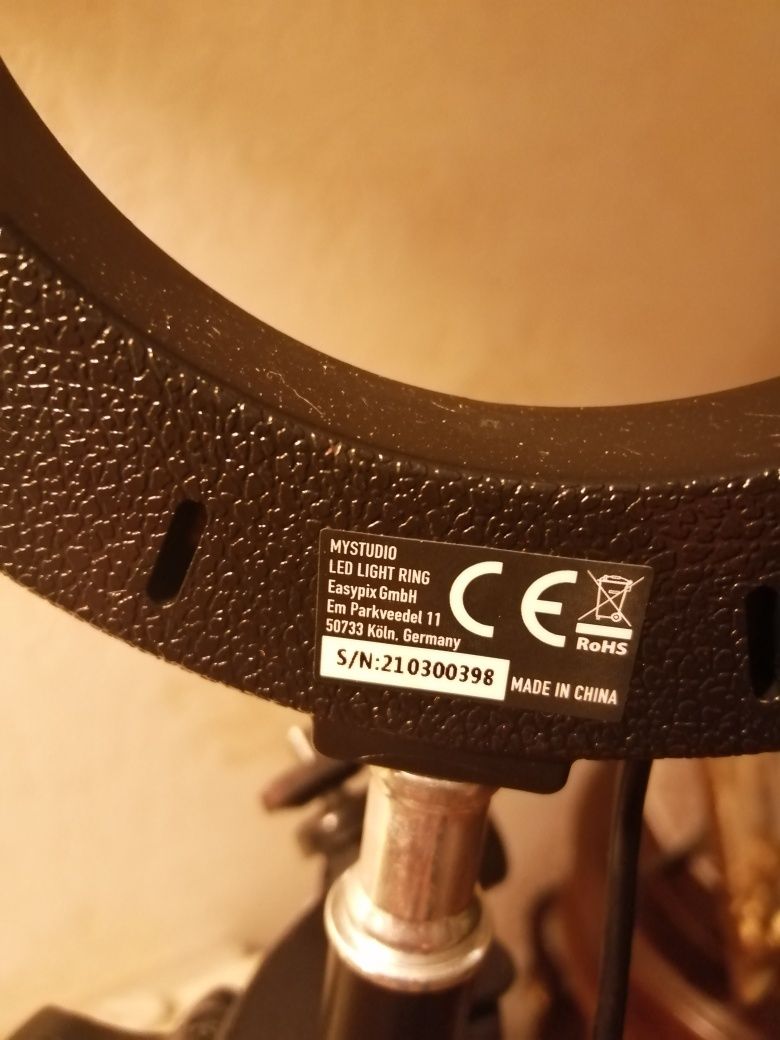 MYSTUDIO
LED LIGHT RING
Easypix GmbH
Em Parkveedel 11
50733 Köln, Germany
CE
RoHS
S/N:210300398
MADE IN CHINA